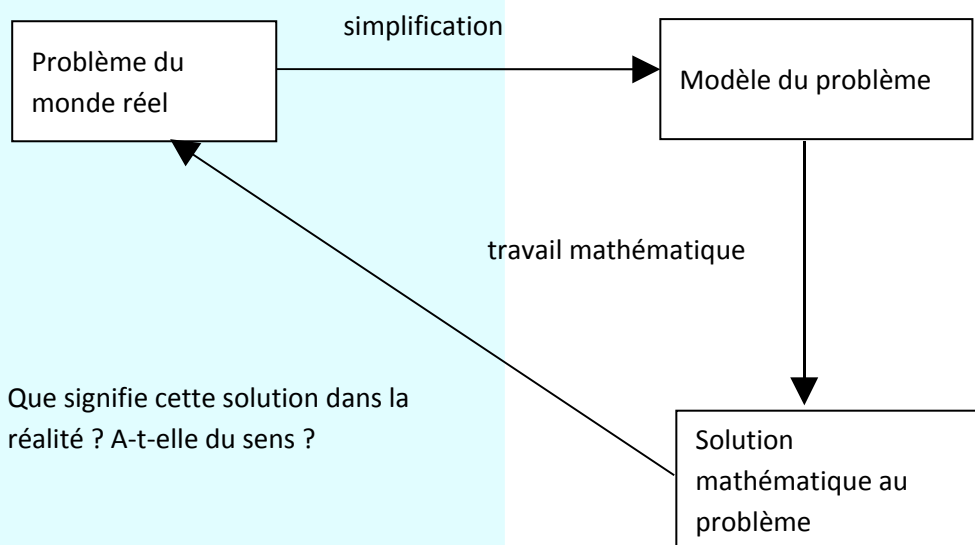 simplification
Problème du
monde réel
Modèle du problème
travail mathématique
Que signifie cette solution dans la
réalité ? A-t-elle du sens ?
Solution
mathématique au
problème